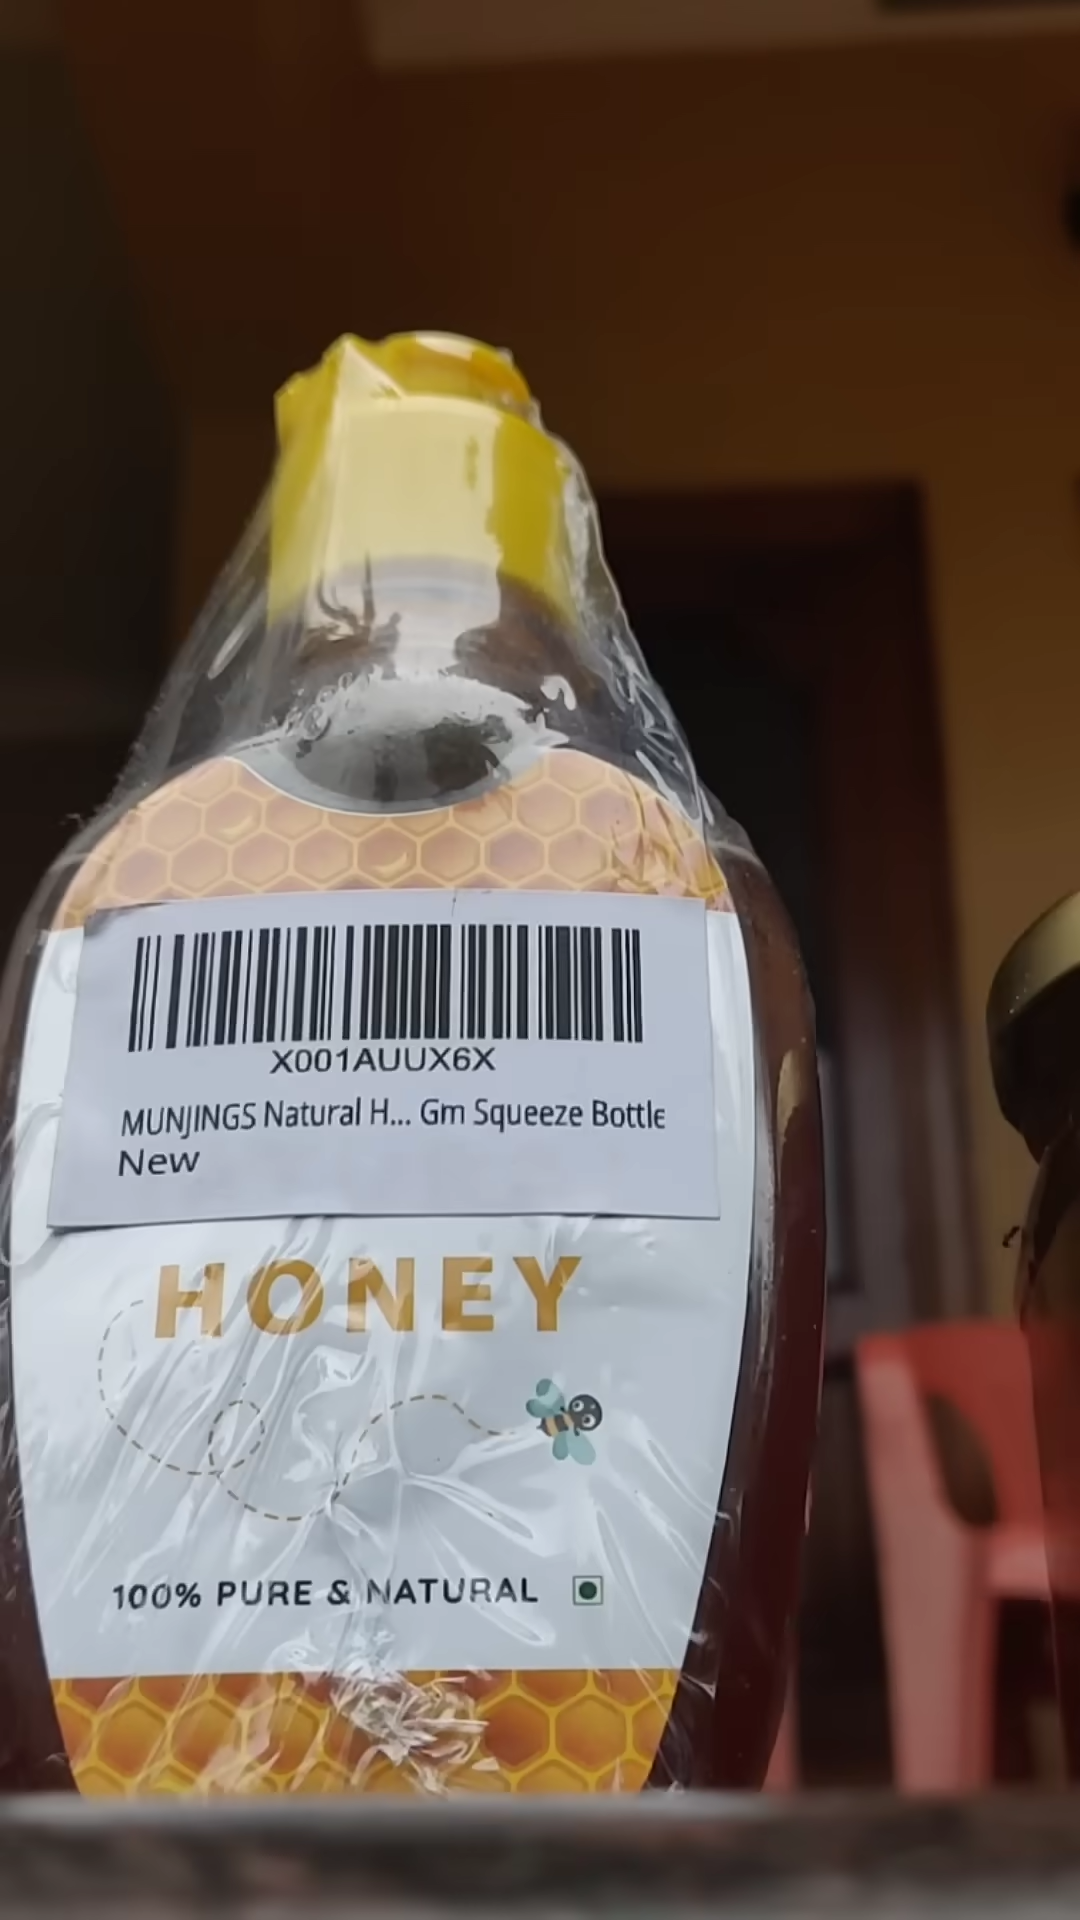 X001AUUX6X
MUNJINGS Natural H... Gm Squeeze Bottle
New
HONEY
100% PURE & NATURAL